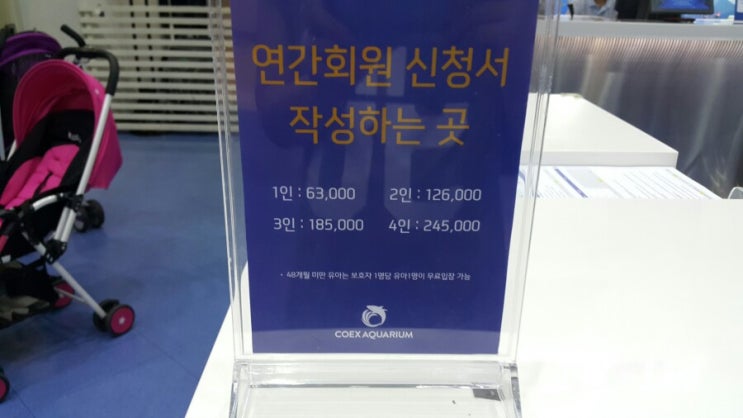 연간회원 신청서
작성하는 곳
1인 : 63,000 2인 : 126,000
3인 : 185,000 4인 : 245,000
• 48개월 미만 유아는 보호자 1명당 유아1명이 무료입장 가능
COEX AQUARIUM